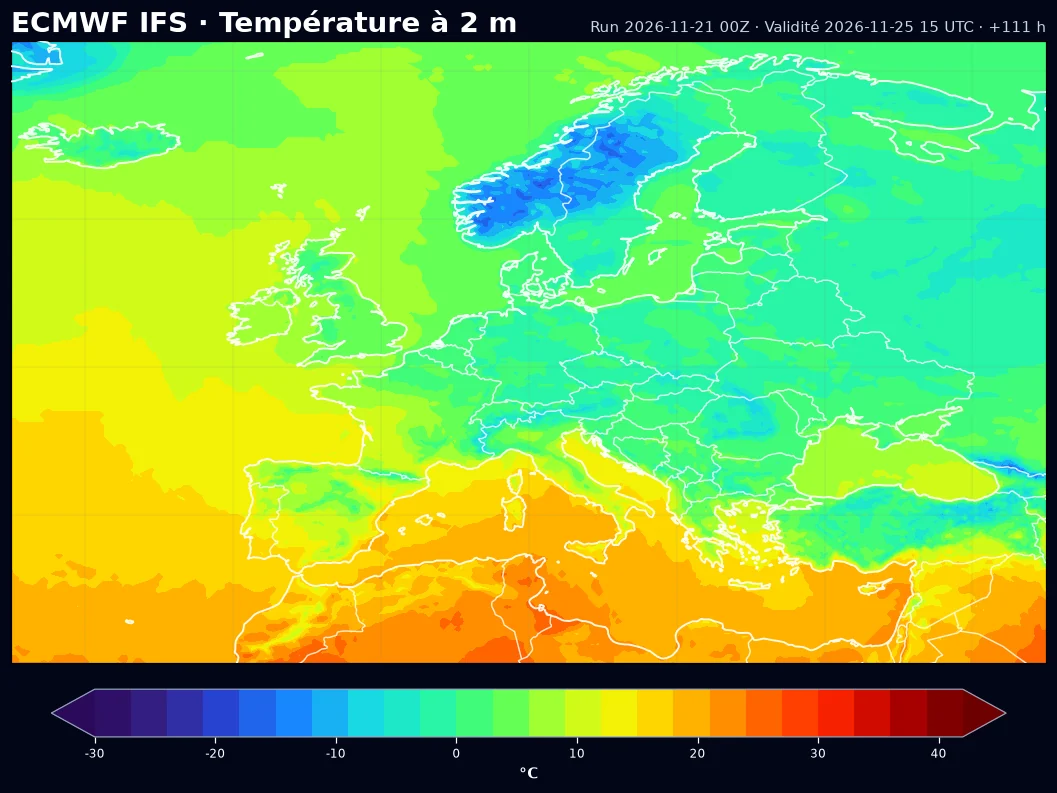 ECMWF IFS · Température à 2 m
Run 2026-11-21 00Z · Validité 2026-11-25 15 UTC · +111 h
-30 -20 -10 0 10 20 30 40
°C